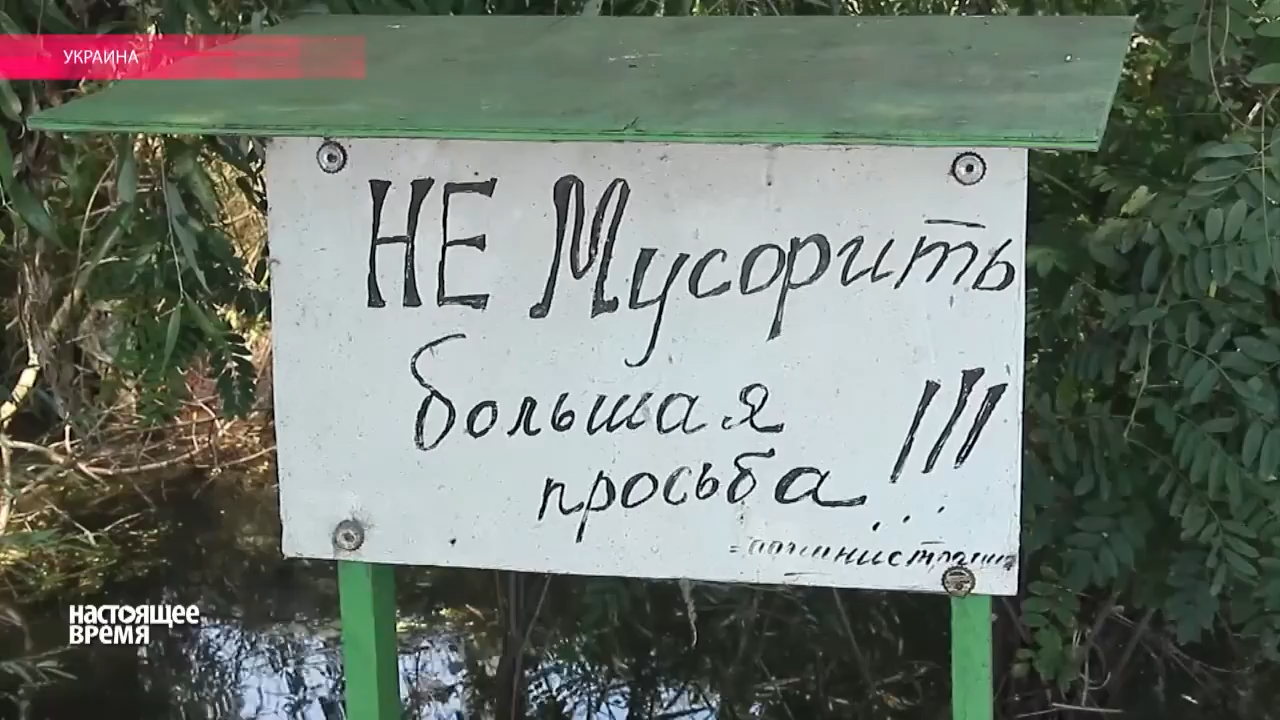 УКРАИНА
НЕ Мусорить
большая
просьба...!!!
НАСТОЯЩЕЕ
ВРЕМЯ